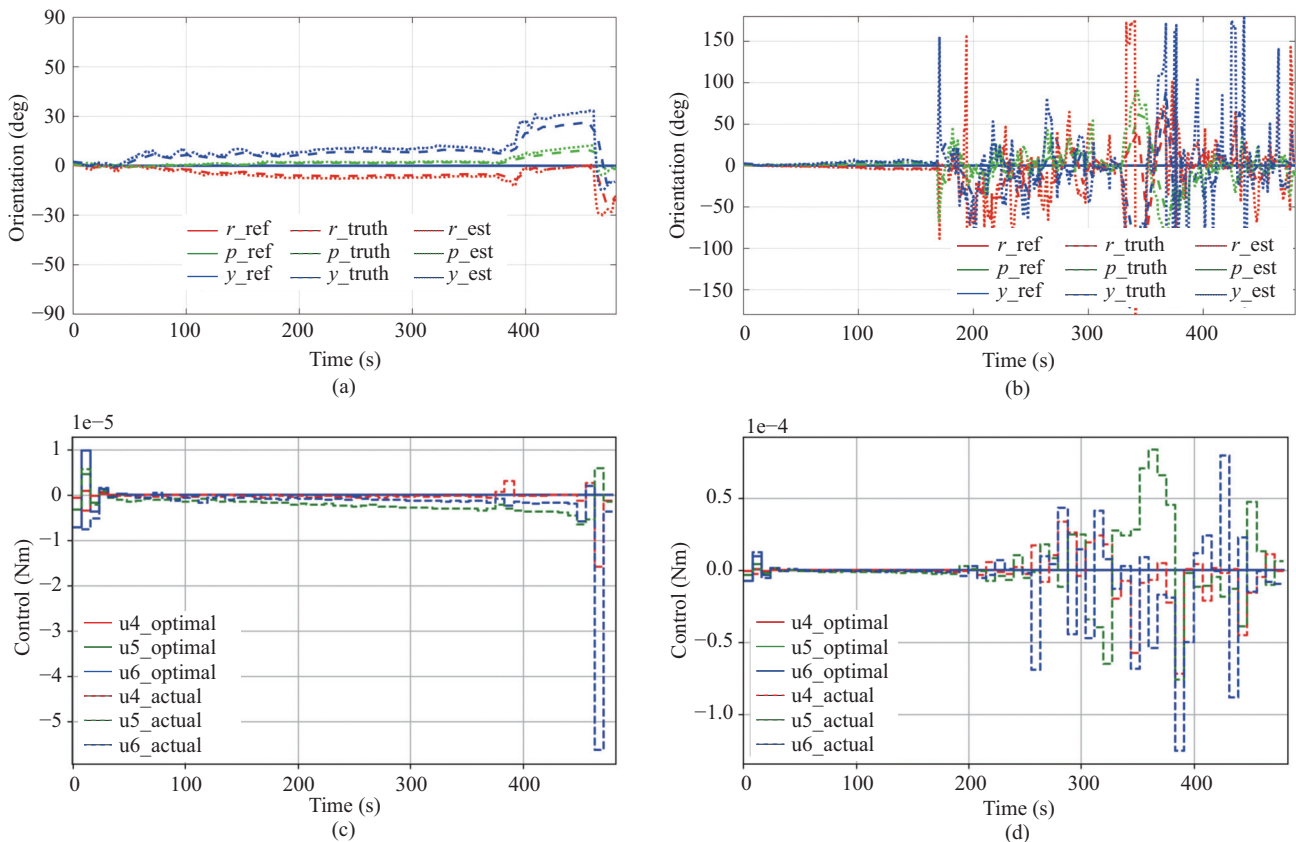 90
50
30
0
−30
−50
−90
Orientation (deg)
r_ref r_truth r_est
p_ref p_truth p_est
y_ref y_truth y_est
0 100 200 300 400
Time (s)
(a)
150
100
50
0
−50
−100
−150
Orientation (deg)
r_ref r_truth r_est
p_ref p_truth p_est
y_ref y_truth y_est
0 100 200 300 400
Time (s)
(b)
1e−5
1
0
−1
−2
−3
−4
−5
Control (Nm)
u4_optimal
u5_optimal
u6_optimal
u4_actual
u5_actual
u6_actual
0 100 200 300 400
Time (s)
(c)
1e−4
0.5
0.0
−0.5
−1.0
Control (Nm)
u4_optimal
u5_optimal
u6_optimal
u4_actual
u5_actual
u6_actual
0 100 200 300 400
Time (s)
(d)